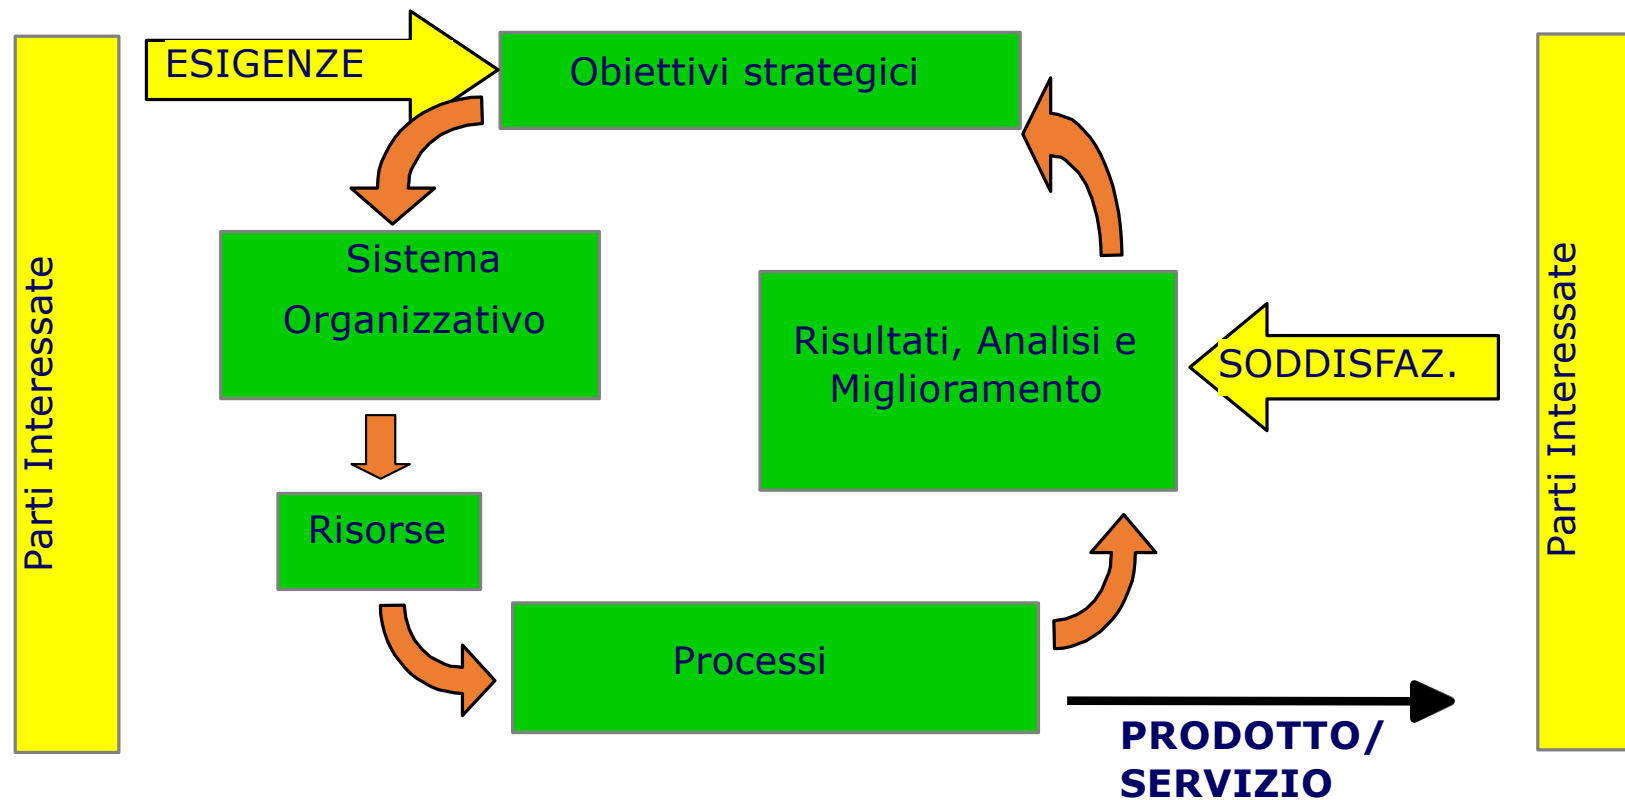 Parti Interessate
ESIGENZE
Obiettivi strategici
Sistema
Organizzativo
Risorse
Processi
Risultati, Analisi e
Miglioramento
SODDISFAZ.
PRODOTTO/
SERVIZIO
Parti Interessate